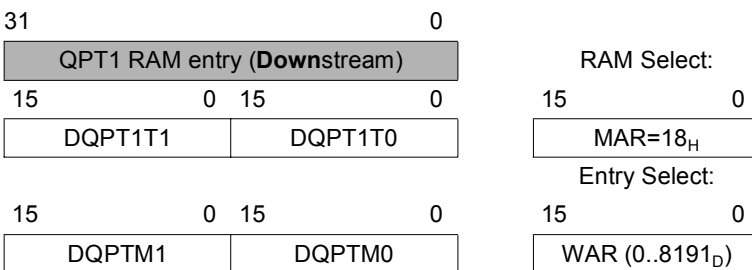 31 0
QPT1 RAM entry (Downstream) RAM Select:
15 0 15 0 15 0
DQPT1T1 DQPT1T0 MAR=18H
Entry Select:
15 0 15 0 15 0
DQPTM1 DQPTM0 WAR (0..8191D)